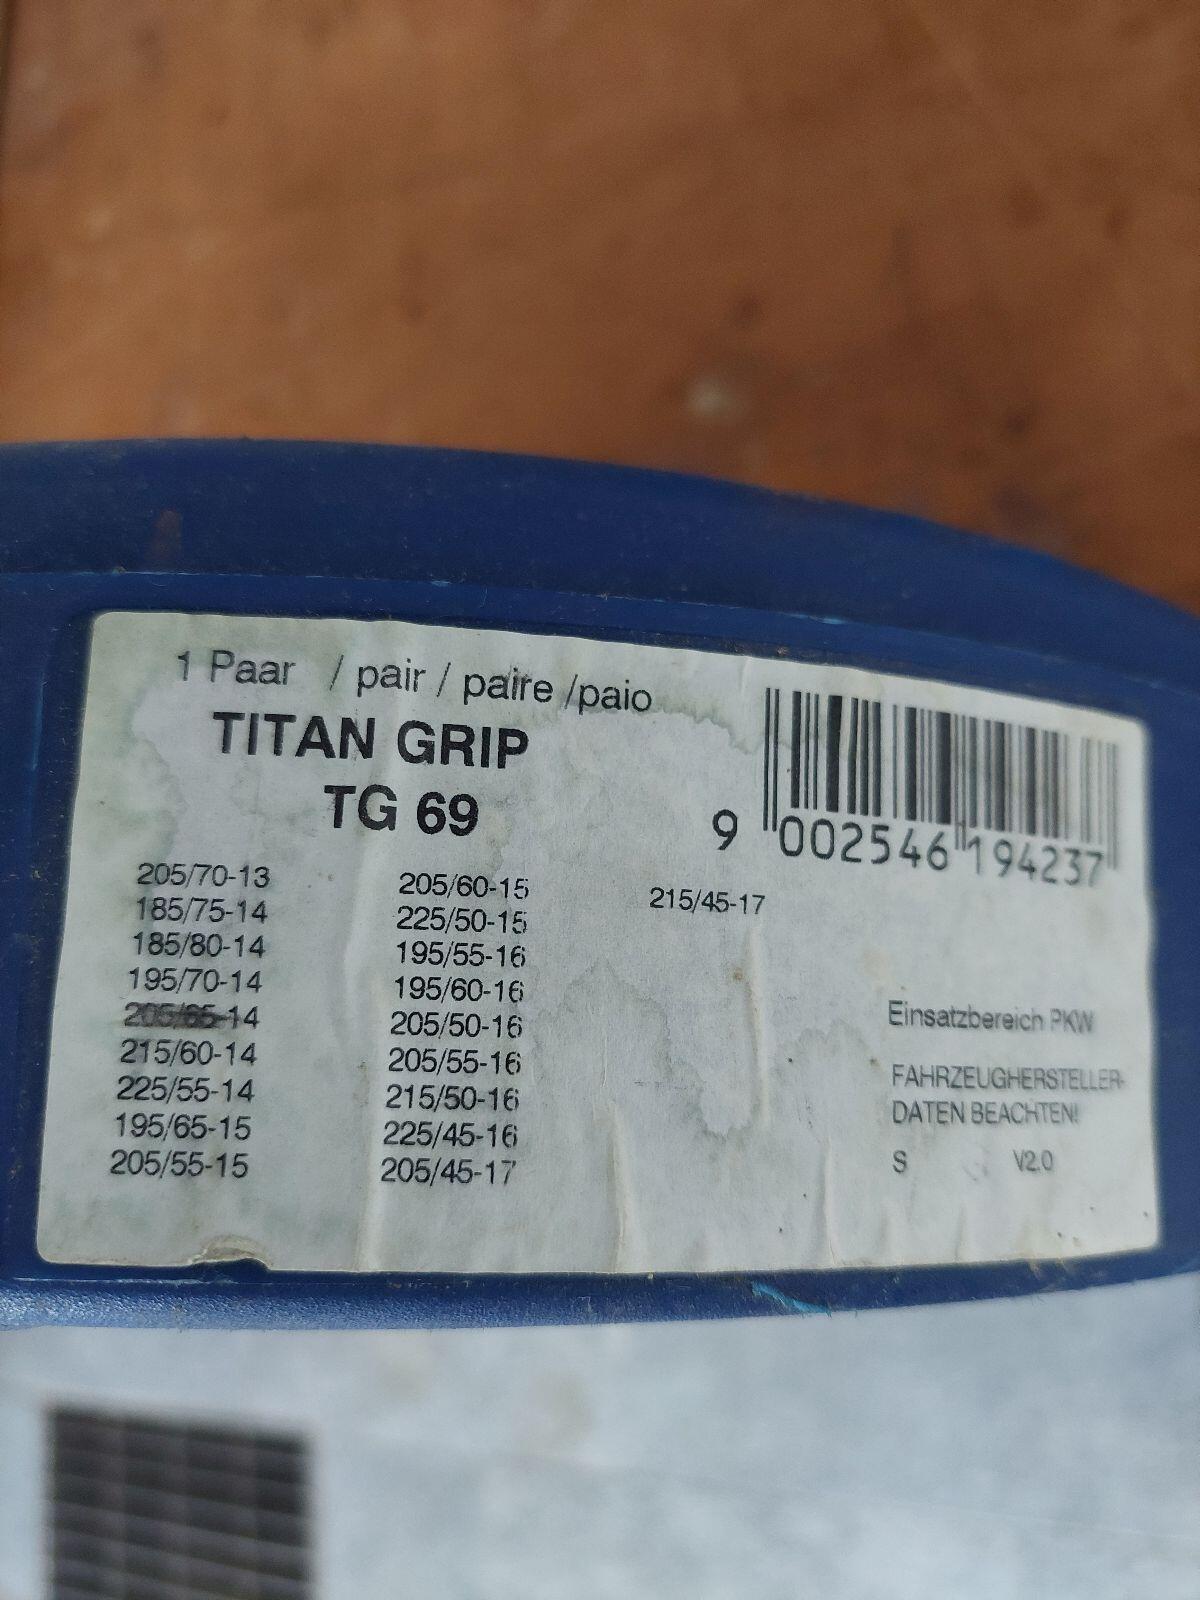 1 Paar / pair / paire /paio
TITAN GRIP
TG 69
9 002546 194237
205/70-13
185/75-14
185/80-14
195/70-14
205/65-14
215/60-14
225/55-14
195/65-15
205/55-15
205/60-15
225/50-15
195/55-16
195/60-16
205/50-16
205/55-16
215/50-16
225/45-16
205/45-17
215/45-17
Einsatzbereich PKW
FAHRZEUGHERSTELLER-
DATEN BEACHTEN!
S V2.0